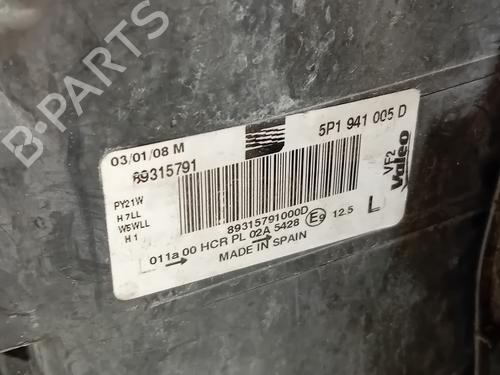 B-PARTS
03/01/08 M
5P1 941 005 D
89315791
PY21W
H7LL
W5WLL
H1
VF2
Valeo
89315791000D
011a 00 HCR PL 02A 5428 E9 12.5
L
MADE IN SPAIN